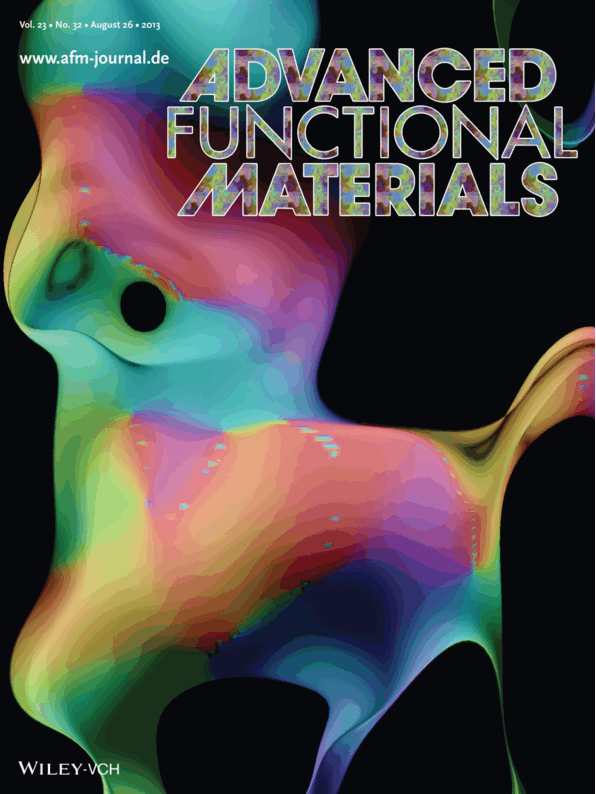 Vol. 23 • No. 32 • August 26 • 2013
www.afm-journal.de
ADVANCED
FUNCTIONAL
MATERIALS
WILEY-VCH